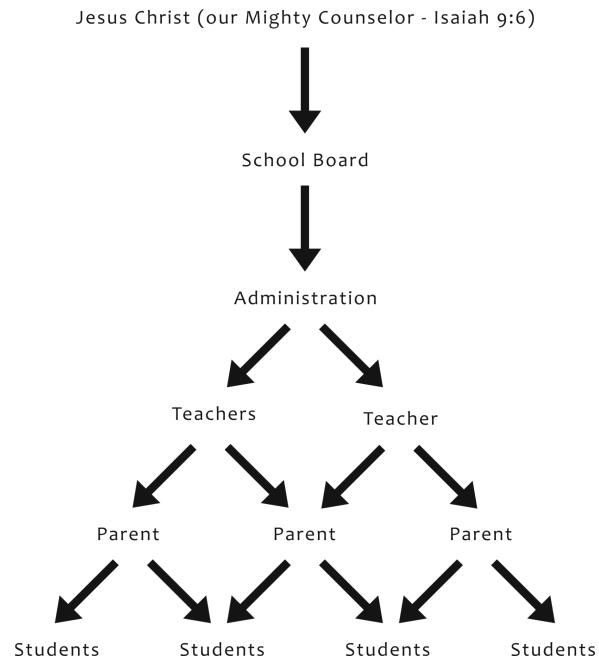 Jesus Christ (our Mighty Counselor - Isaiah 9:6)
School Board
Administration
Teachers
Teacher
Parent
Parent
Parent
Students
Students
Students
Students